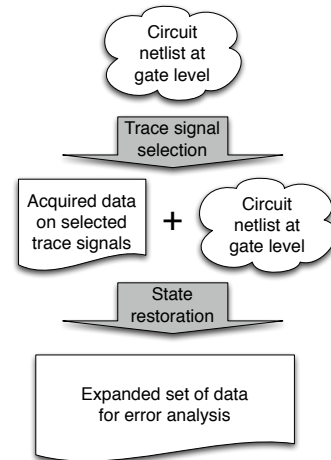 Circuit
netlist at
gate level
Trace signal
selection
Acquired data
on selected
trace signals
+
Circuit
netlist at
gate level
State
restoration
Expanded set of data
for error analysis